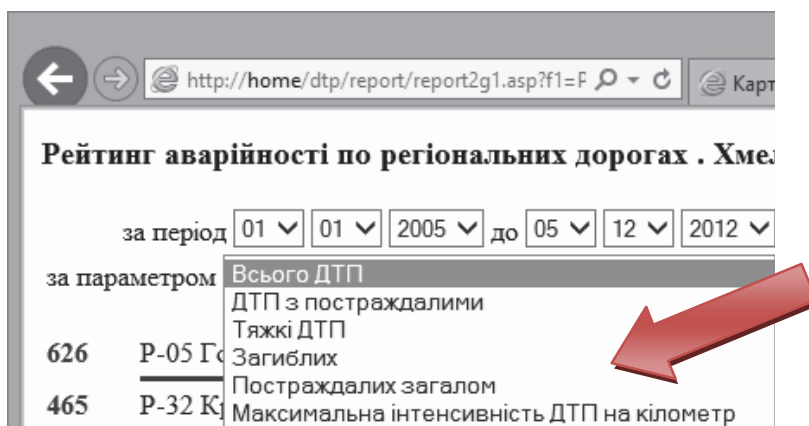 http://home/dtp/report/report2g1.asp?f1=F
Карт
Рейтинг аварійності по регіональних дорогах . Хмел
за період 01 01 2005 до 05 12 2012
за параметром Всього ДТП
ДТП з постраждалими
Тяжкі ДТП
626 Р-05 Го Загиблих
Постраждалих загалом
465 Р-32 Кр Максимальна інтенсивність ДТП на кілометр